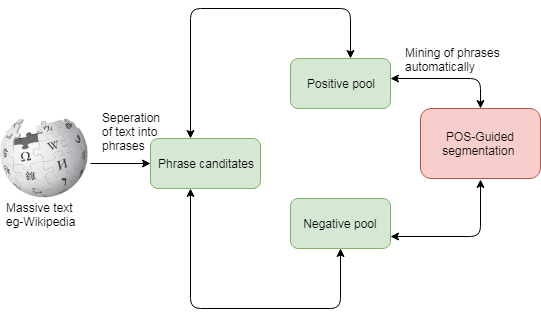 Mining of phrases
automatically
Positive pool
Seperation
of text into
phrases
POS-Guided
segmentation
Phrase canditates
Massive text
eg-Wikipedia
Negative pool
Ω
W
И